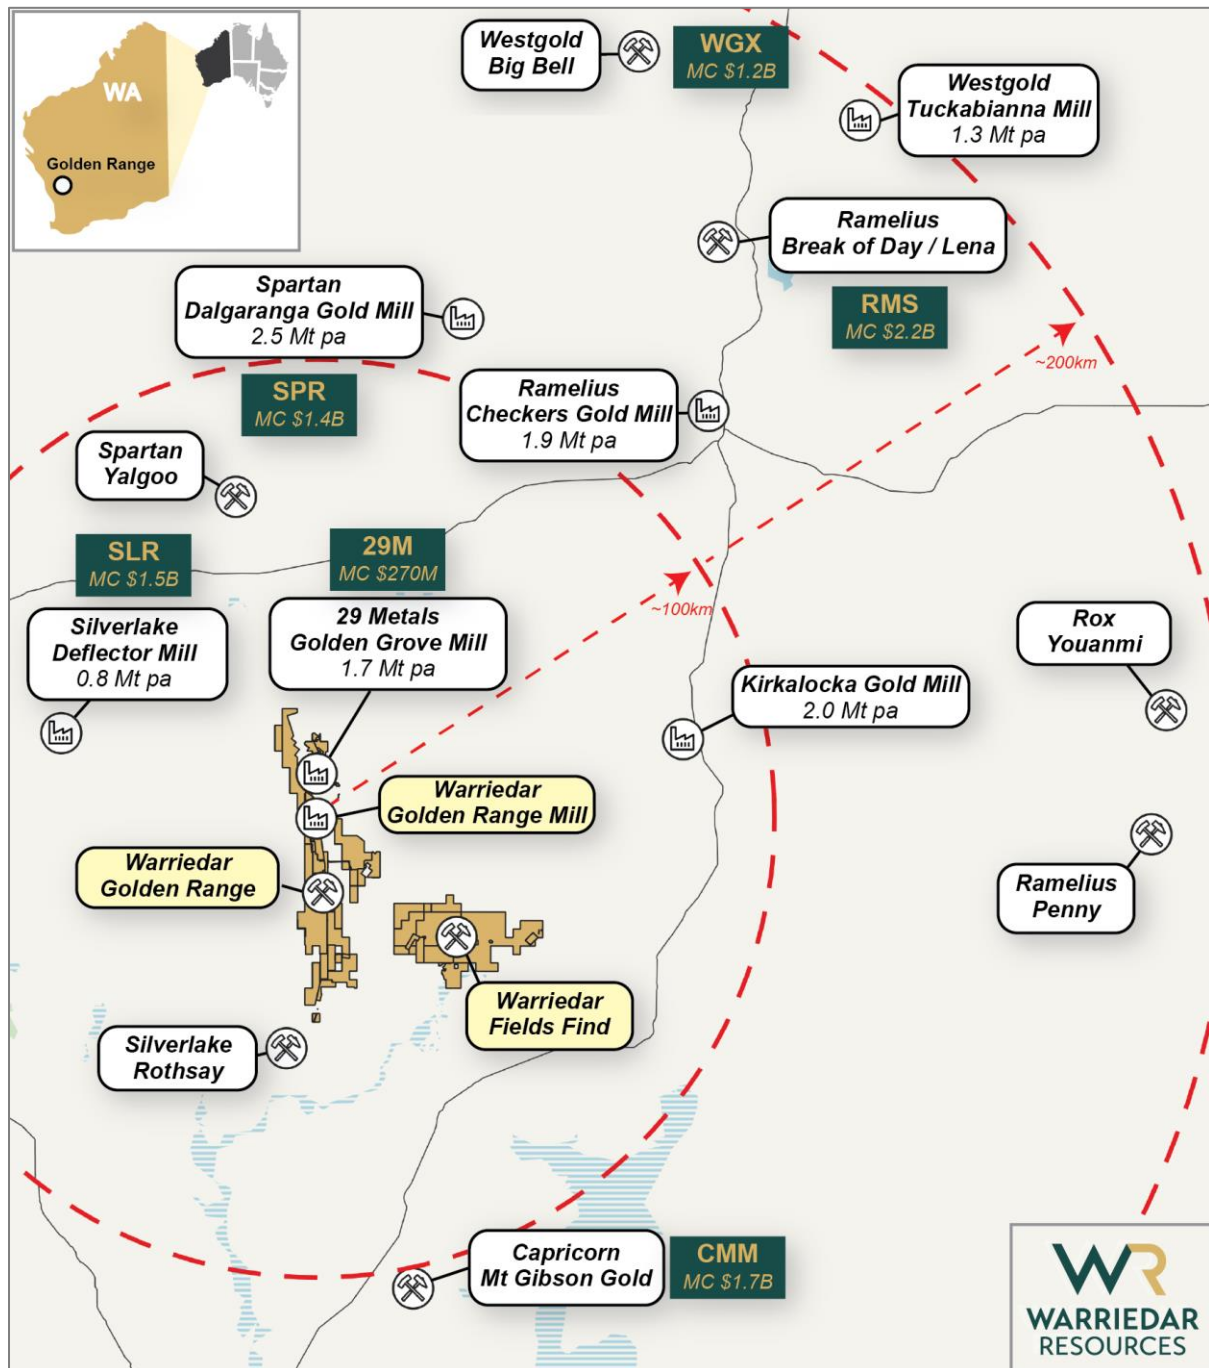 WA
Golden Range
Westgold
Big Bell
WGX
MC $1.2B
Westgold
Tuckabianna Mill
1.3 Mt pa
Ramelius
Break of Day / Lena
RMS
MC $2.2B
Spartan
Dalgaranga Gold Mill
2.5 Mt pa
SPR
MC $1.4B
~200km
Ramelius
Checkers Gold Mill
1.9 Mt pa
Spartan
Yalgoo
SLR
MC $1.5B
29M
MC $270M
~100km
Silverlake
Deflector Mill
0.8 Mt pa
29 Metals
Golden Grove Mill
1.7 Mt pa
Rox
Youanmi
Kirkalocka Gold Mill
2.0 Mt pa
Warriedar
Golden Range Mill
Warriedar
Golden Range
Ramelius
Penny
Warriedar
Fields Find
Silverlake
Rothsay
Capricorn
Mt Gibson Gold
CMM
MC $1.7B
WR
WARRIEDAR
RESOURCES